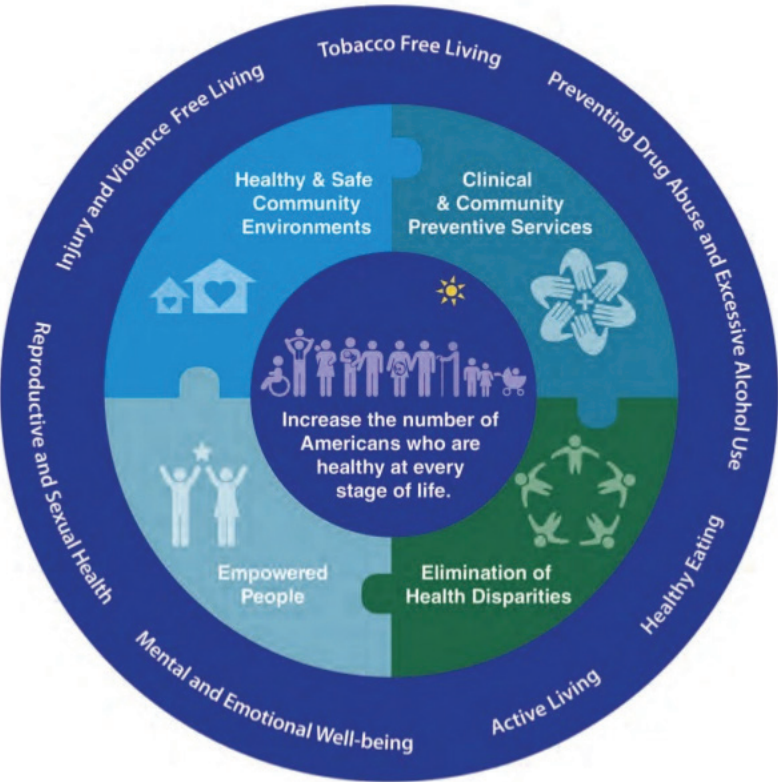 Tobacco Free Living
Preventing Drug Abuse and Excessive Alcohol Use
Healthy Eating
Active Living
Mental and Emotional Well-being
Reproductive and Sexual Health
Injury and Violence Free Living
Healthy & Safe
Community
Environments
Clinical
& Community
Preventive Services
Increase the number of
Americans who are
healthy at every
stage of life.
Empowered
People
Elimination of
Health Disparities